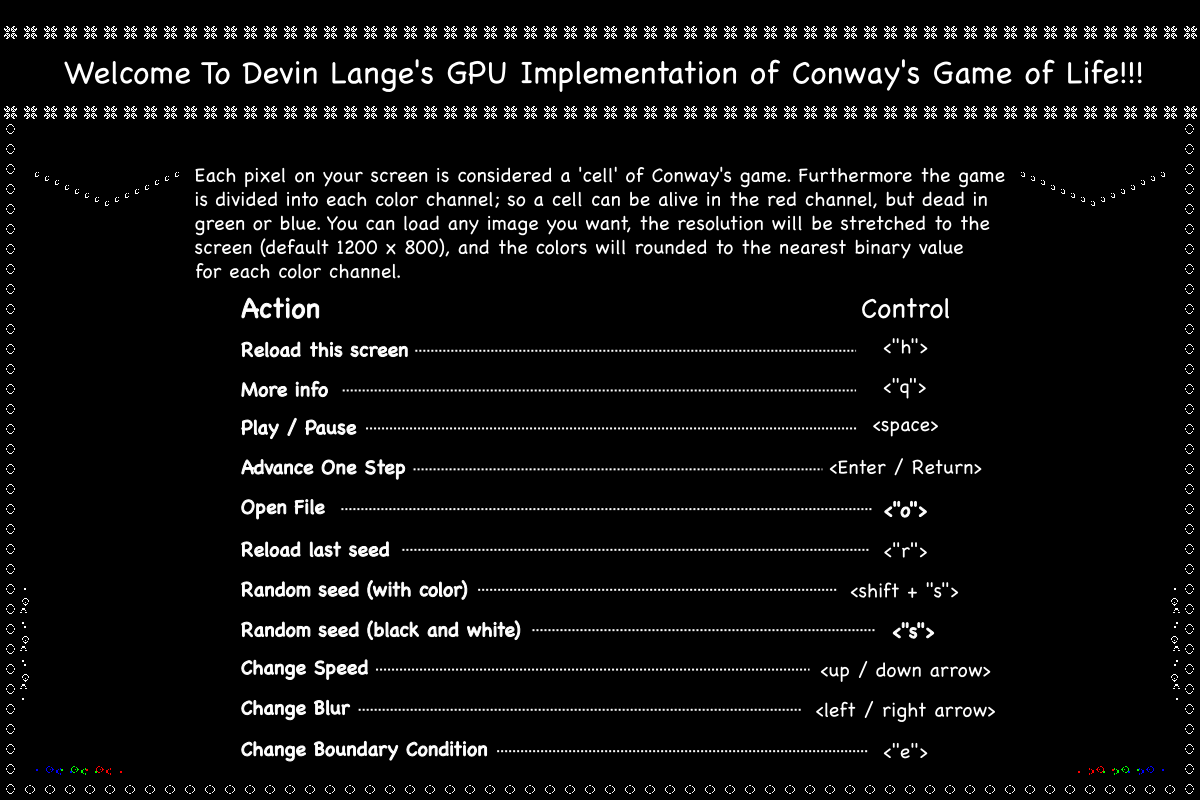 Welcome To Devin Lange's GPU Implementation of Conway's Game of Life!!!
Each pixel on your screen is considered a 'cell' of Conway's game. Furthermore the game
is divided into each color channel; so a cell can be alive in the red channel, but dead in
green or blue. You can load any image you want, the resolution will be stretched to the
screen (default 1200 x 800), and the colors will rounded to the nearest binary value
for each color channel.
Action Control
Reload this screen <"h">
More info <"q">
Play / Pause <space>
Advance One Step <Enter / Return>
Open File <"o">
Reload last seed <"r">
Random seed (with color) <shift + "s">
Random seed (black and white) <"s">
Change Speed <up / down arrow>
Change Blur <left / right arrow>
Change Boundary Condition <"e">